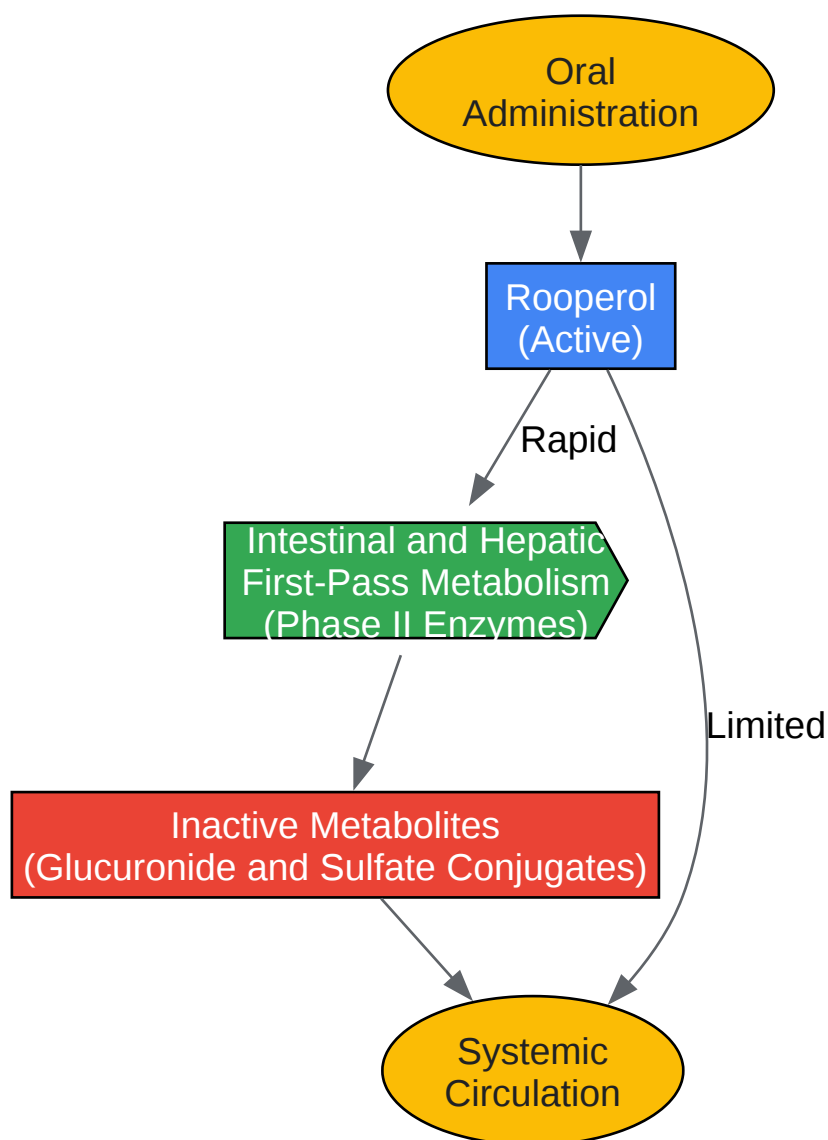 Oral
Administration
Rooperol
(Active)
Rapid
Intestinal and Hepatic
First-Pass Metabolism
(Phase II Enzymes)
Limited
Inactive Metabolites
(Glucuronide and Sulfate Conjugates)
Systemic
Circulation